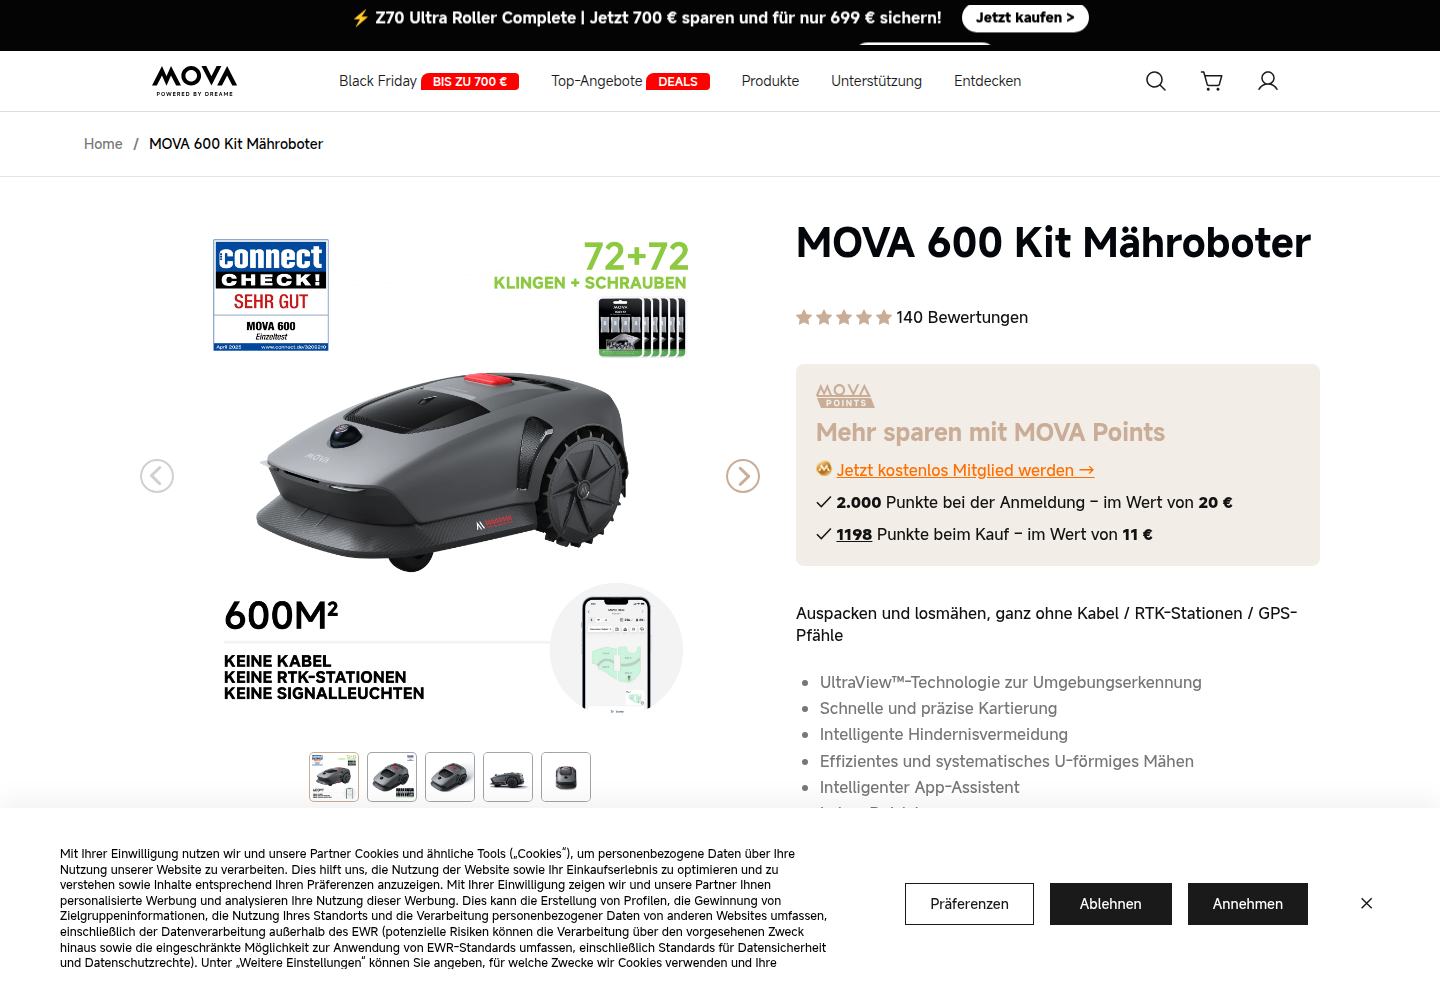 ⚡ Z70 Ultra Roller Complete | Jetzt 700 € sparen und für nur 699 € sichern! Jetzt kaufen >
MOVA
POWERED BY DREAME
Black Friday BIS ZU 700 € Top-Angebote DEALS Produkte Unterstützung Entdecken
Home / MOVA 600 Kit Mähroboter
connect
CHECK!
SEHR GUT
MOVA 600
Einzeltest
April 2025 www.connect.de/3209210
72+72
KLINGEN + SCHRAUBEN
MOVA
MOVA
600M²
KEINE KABEL
KEINE RTK-STATIONEN
KEINE SIGNALLEUCHTEN
MOVA 600 Kit Mähroboter
140 Bewertungen
MOVA
POINTS
Mehr sparen mit MOVA Points
Jetzt kostenlos Mitglied werden →
✓ 2.000 Punkte bei der Anmeldung – im Wert von 20 €
✓ 1198 Punkte beim Kauf – im Wert von 11 €
Auspacken und losmähen, ganz ohne Kabel / RTK-Stationen / GPS-
Pfähle
• UltraView™-Technologie zur Umgebungserkennung
• Schnelle und präzise Kartierung
• Intelligente Hindernisvermeidung
• Effizientes und systematisches U-förmiges Mähen
• Intelligenter App-Assistent
Mit Ihrer Einwilligung nutzen wir und unsere Partner Cookies und ähnliche Tools („Cookies“), um personenbezogene Daten über Ihre
Nutzung unserer Website zu verarbeiten. Dies hilft uns, die Nutzung der Website sowie Ihr Einkaufserlebnis zu optimieren und zu
verstehen sowie Inhalte entsprechend Ihren Präferenzen anzuzeigen. Mit Ihrer Einwilligung zeigen wir und unsere Partner Ihnen
personalisierte Werbung und analysieren Ihre Nutzung dieser Werbung. Dies kann die Erstellung von Profilen, die Gewinnung von
Zielgruppeninformationen, die Nutzung Ihres Standorts und die Verarbeitung personenbezogener Daten von anderen Websites umfassen,
einschließlich der Datenverarbeitung außerhalb des EWR (potenzielle Risiken können die Verarbeitung über den vorgesehenen Zweck
hinaus sowie die eingeschränkte Möglichkeit zur Anwendung von EWR-Standards umfassen, einschließlich Standards für Datensicherheit
und Datenschutzrechte). Unter „Weitere Einstellungen“ können Sie angeben, für welche Zwecke wir Cookies verwenden und Ihre
Präferenzen
Ablehnen
Annehmen